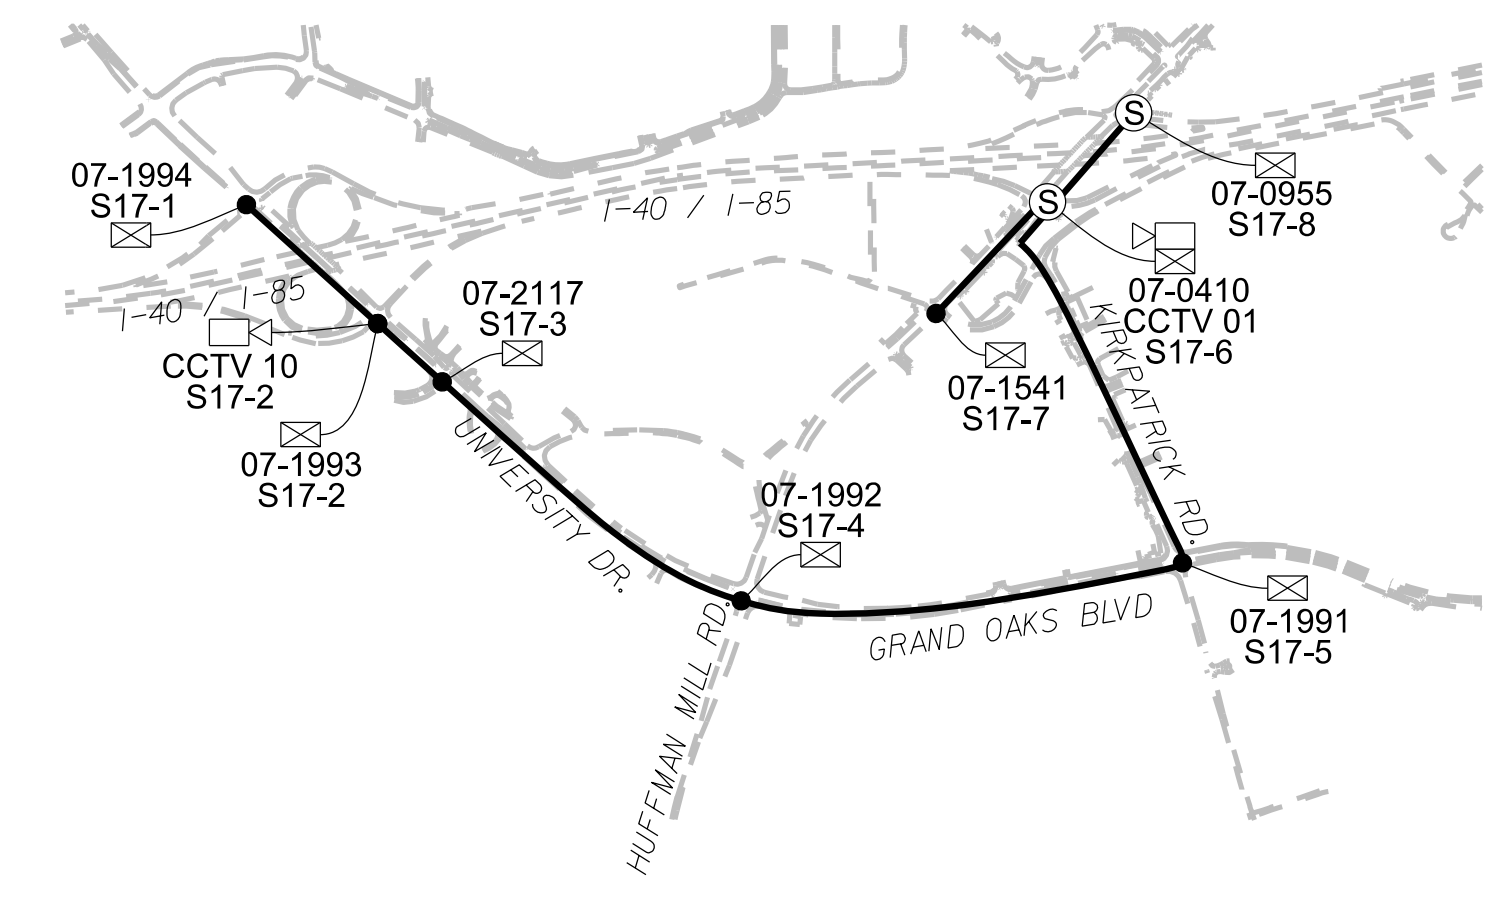 S
07-1994
S17-1
07-0955
S17-8
S
I-40 / I-85
07-2117
S17-3
I-40 / I-85
07-0410
CCTV 01
S17-6
CCTV 10
S17-2
KIRKPATRICK RD.
07-1541
S17-7
UNIVERSITY DR.
07-1993
S17-2
07-1992
S17-4
07-1991
S17-5
GRAND OAKS BLVD
HUFFMAN MILL RD.